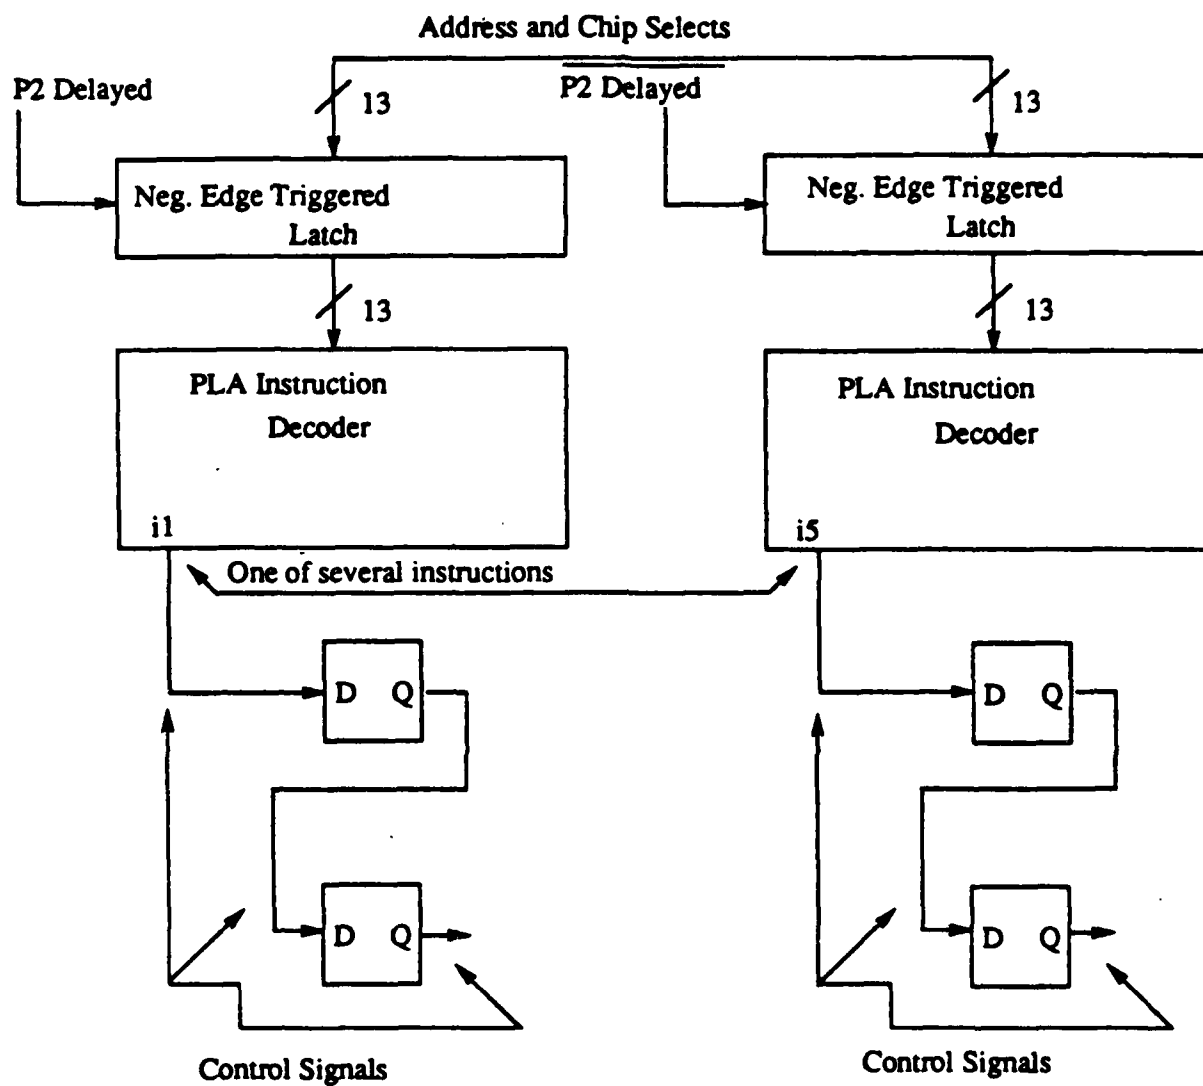 Address and Chip Selects
P2 Delayed
P2 Delayed
13
13
Neg. Edge Triggered
Latch
Neg. Edge Triggered
Latch
13
13
PLA Instruction
Decoder
PLA Instruction
Decoder
i1
i5
One of several instructions
D Q
D Q
D Q
D Q
Control Signals
Control Signals